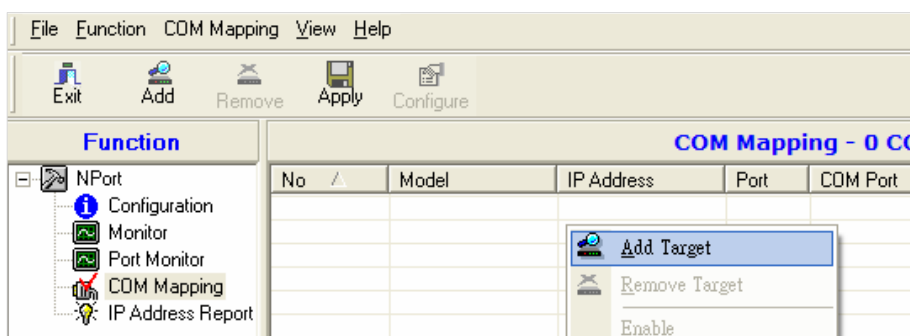 File Function COM Mapping View Help
Exit Add Remove Apply Configure
Function
COM Mapping - 0 CO
NPort
Configuration
Monitor
Port Monitor
COM Mapping
IP Address Report
No Model IP Address Port COM Port
Add Target
Remove Target
Enable